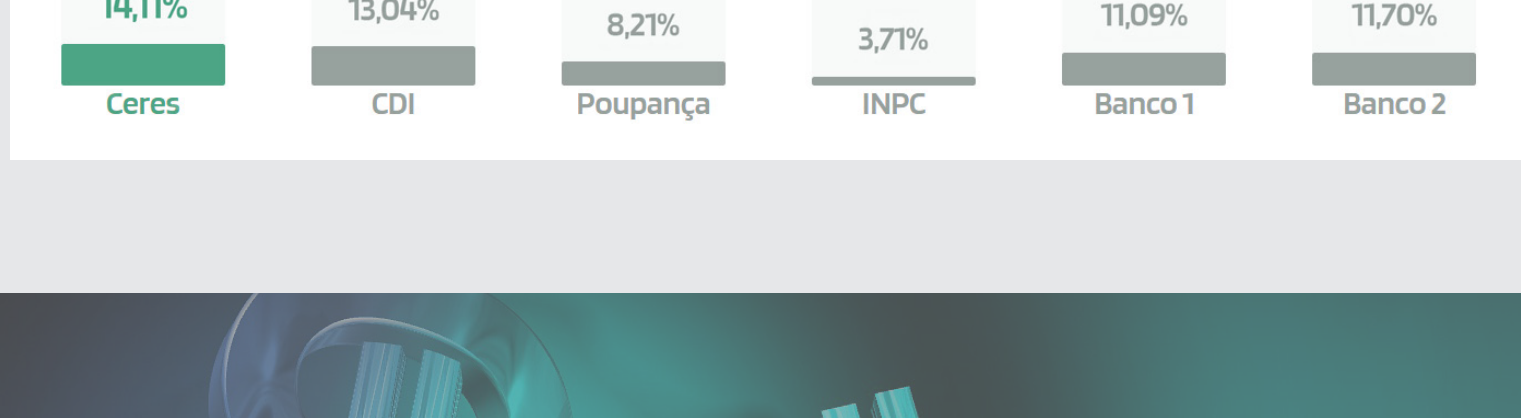 14,11%
13,04%
8,21%
3,71%
11,09%
11,70%
Ceres
CDI
Poupança
INPC
Banco 1
Banco 2